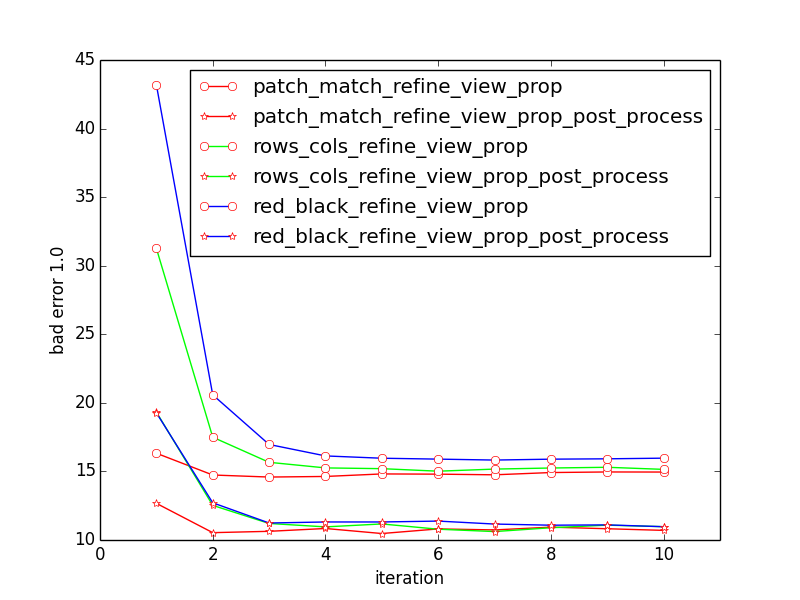 45
40
35
30
25
20
15
10
bad error 1.0
patch_match_refine_view_prop
patch_match_refine_view_prop_post_process
rows_cols_refine_view_prop
rows_cols_refine_view_prop_post_process
red_black_refine_view_prop
red_black_refine_view_prop_post_process
0 2 4 6 8 10
iteration